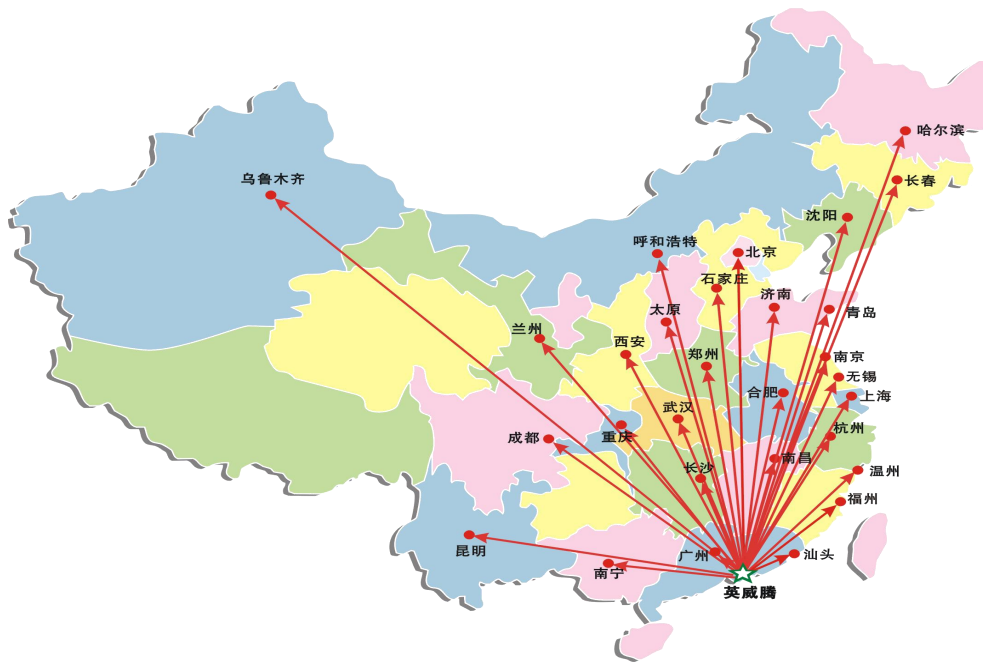 哈尔滨
乌鲁木齐
长春
沈阳
呼和浩特
北京
石家庄
济南
太原
青岛
兰州
西安
郑州
南京
无锡
合肥
上海
武汉
成都
重庆
杭州
长沙
南昌
温州
福州
昆明
广州
汕头
南宁
英威腾